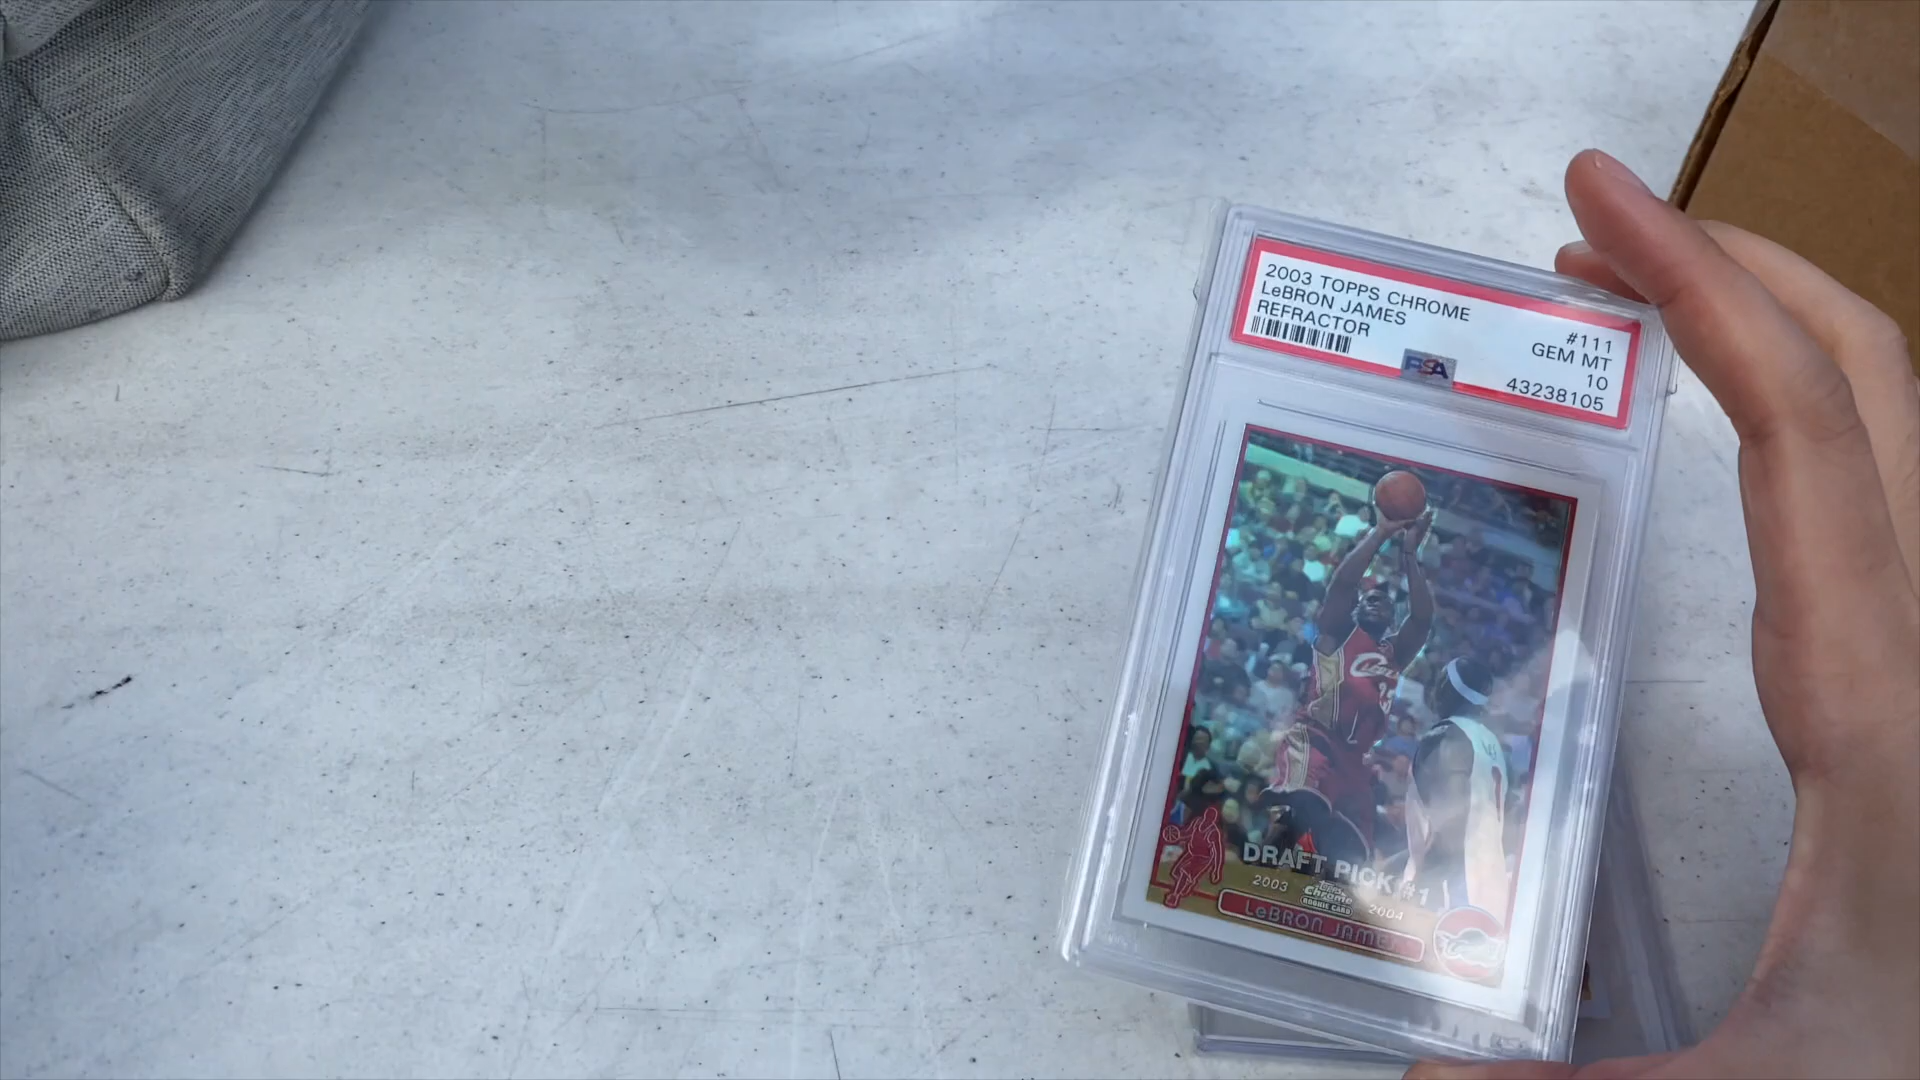 2003 TOPPS CHROME
LeBRON JAMES
REFRACTOR
#111
GEM MT
10
43238105
PSA
DRAFT PICK #1
2003 Topps Chrome 2004
ROOKIE CARD
LeBRON JAMES